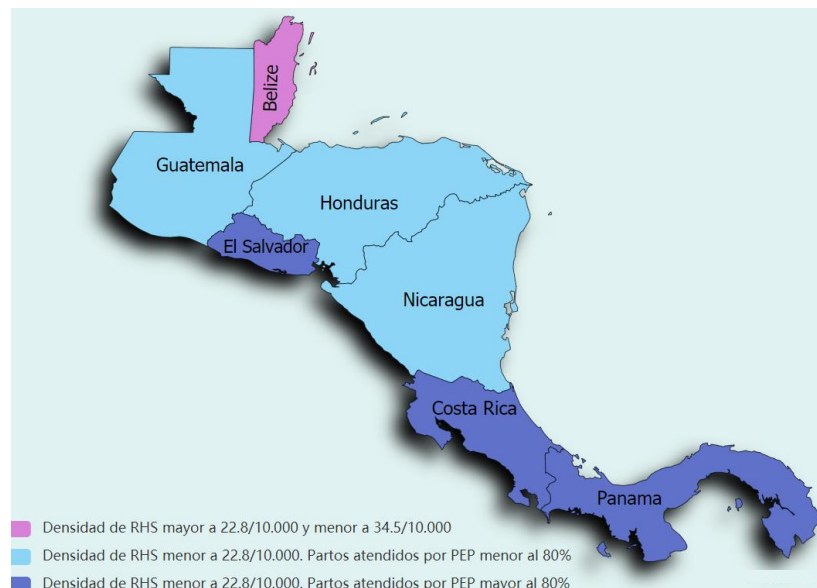 Belize
Guatemala
Honduras
El Salvador
Nicaragua
Costa Rica
Panama
Densidad de RHS mayor a 22.8/10.000 y menor a 34.5/10.000
Densidad de RHS menor a 22.8/10.000. Partos atendidos por PEP menor al 80%
Densidad de RHS menor a 22.8/10.000. Partos atendidos por PEP mayor al 80%